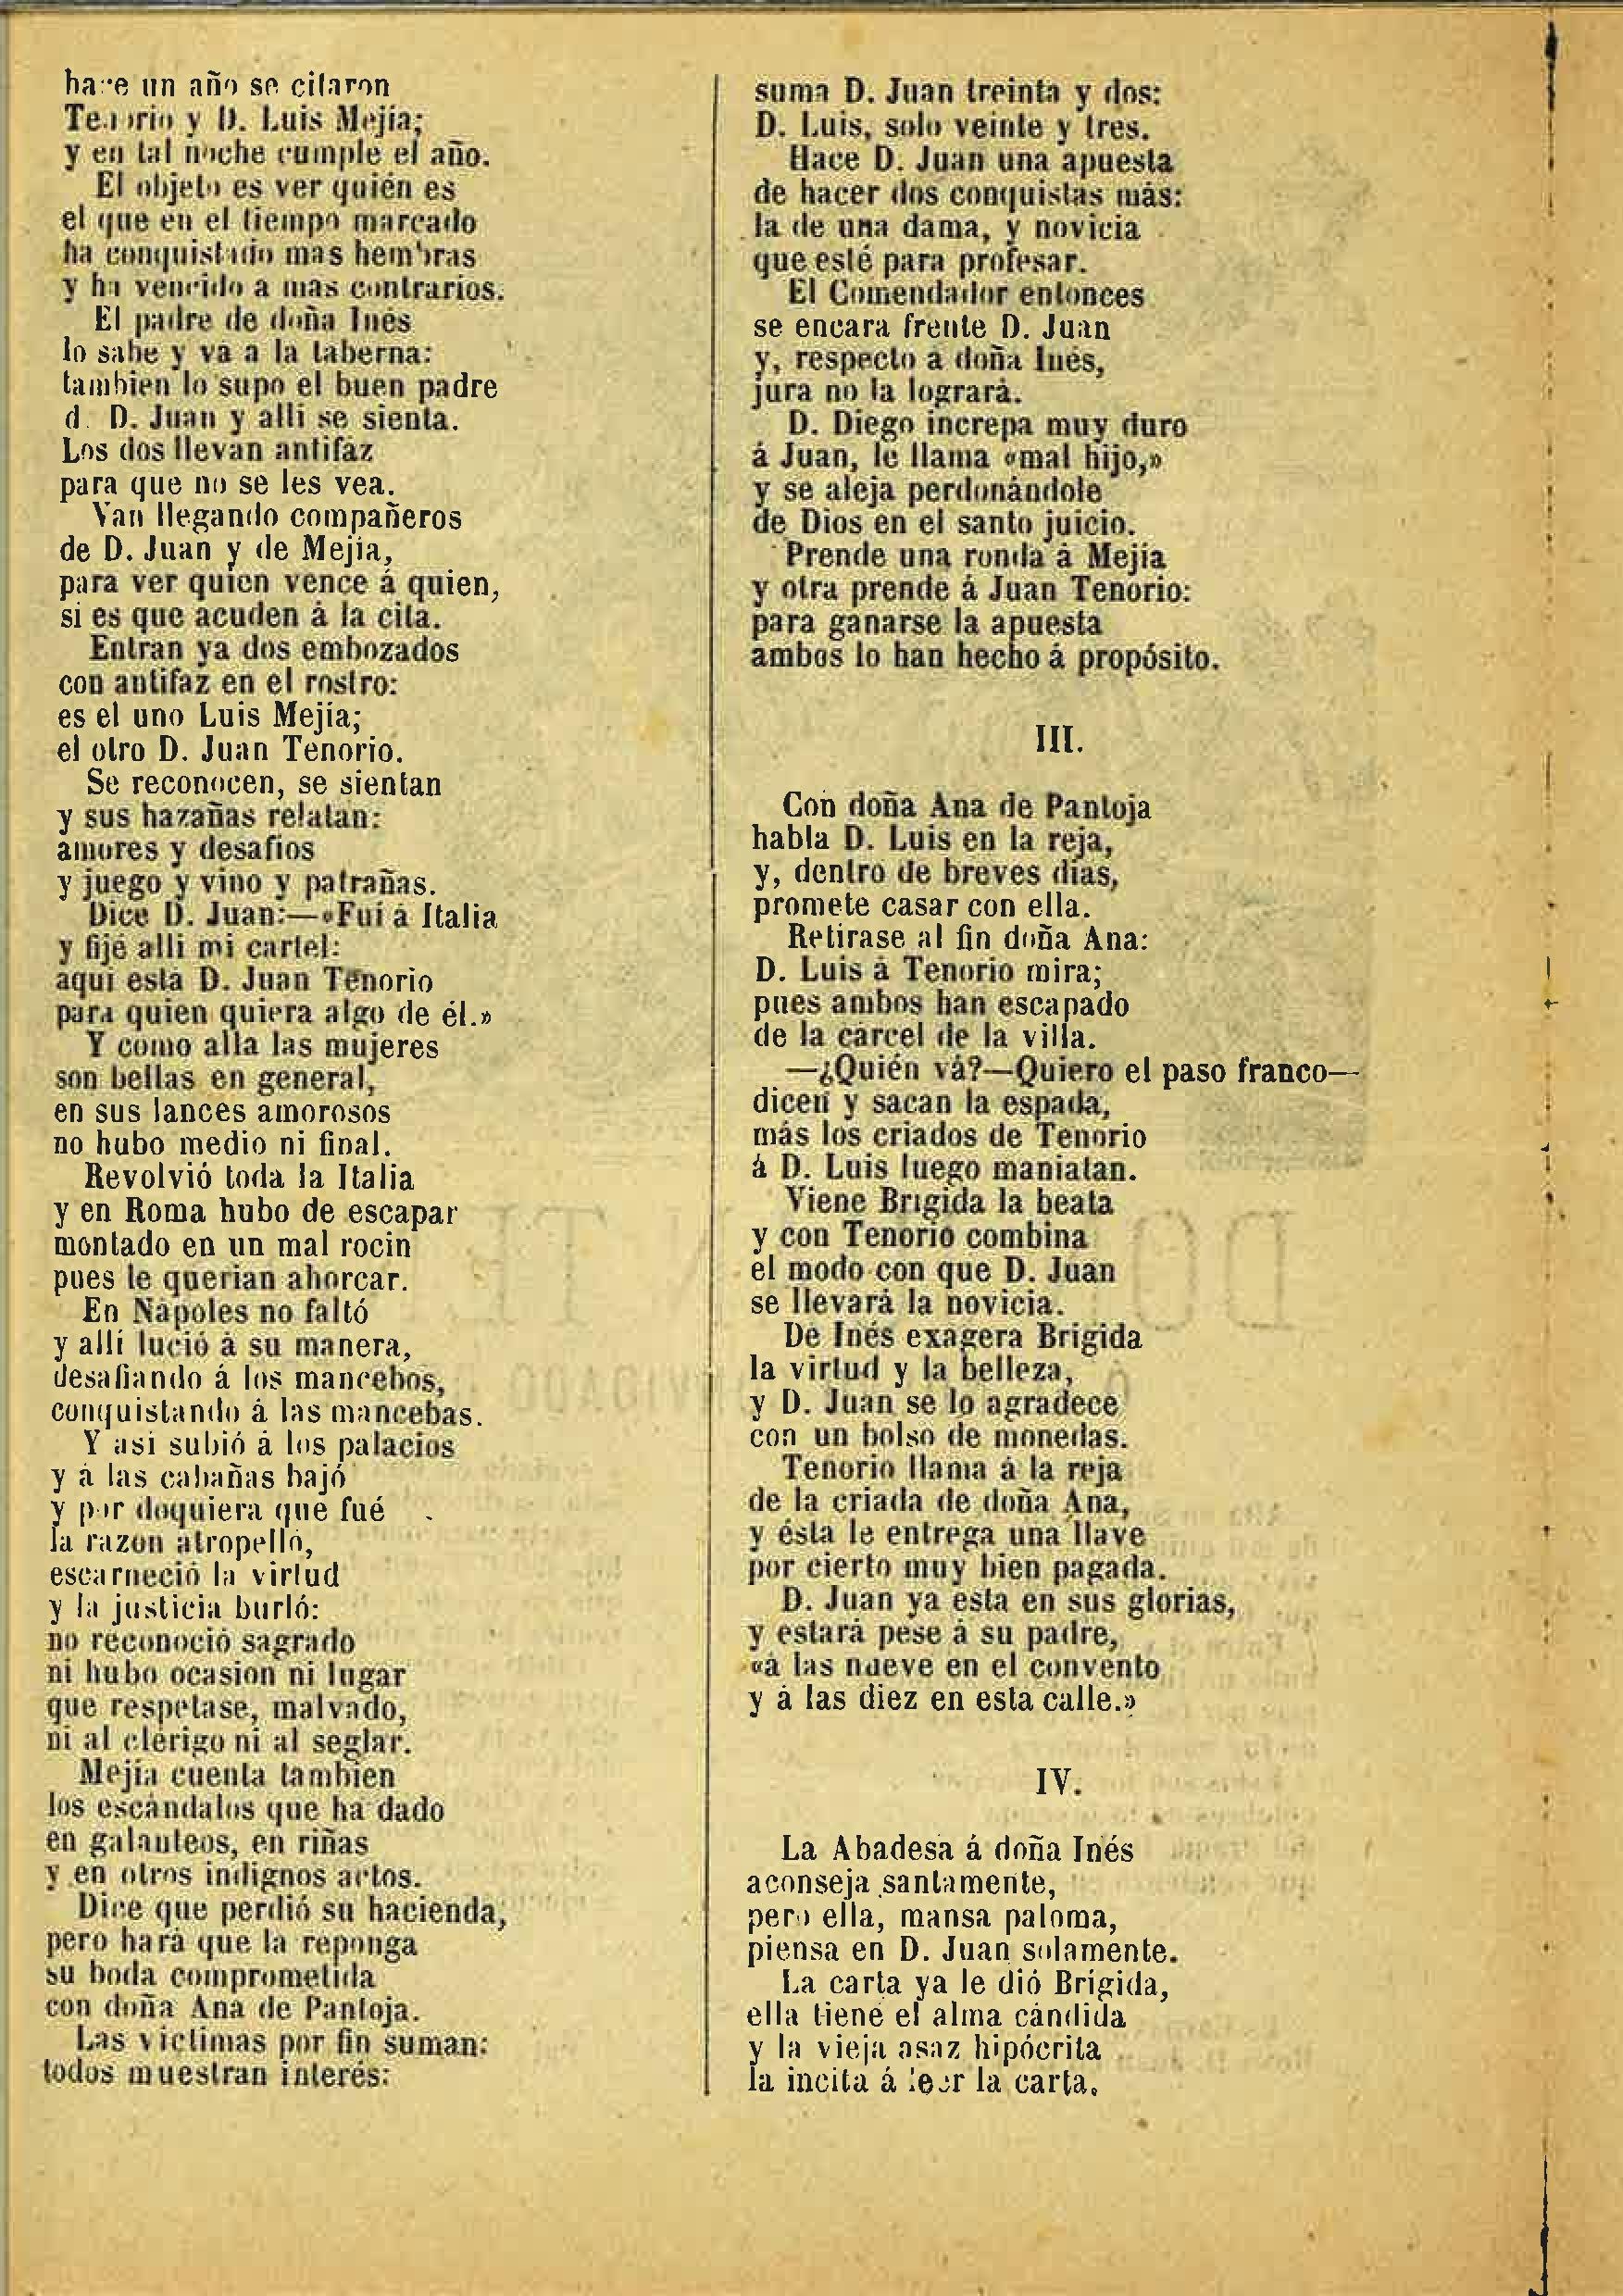 hace un año se citaron
Tenorio y D. Luis Mejía;
y en tal noche cumple el año.
El objeto es ver quién es
el que en el tiempo marcado
ha conquistado mas hembras
y ha vencido a mas contrarios.
El padre de doña Inés
lo sabe y va a la taberna:
tambien lo supo el buen padre
d. D. Juan y alli se sienta.
Los dos llevan antifaz
para que no se les vea.
Van llegando compañeros
de D. Juan y de Mejía,
para ver quien vence á quien,
si es que acuden á la cita.
Entran ya dos embozados
con antifaz en el rostro:
es el uno Luis Mejía;
el otro D. Juan Tenorio.
Se reconocen, se sientan
y sus hazañas relatan:
amores y desafios
y juego y vino y patrañas.
Dice D. Juan:—«Fuí á Italia
y fijé alli mi cartel:
aquí está D. Juan Tenorio
para quien quiera algo de él.»
Y como alla las mujeres
son bellas en general,
en sus lances amorosos
no hubo medio ni final.
Revolvió toda la Italia
y en Roma hubo de escapar
montado en un mal rocin
pues le querian ahorcar.
En Nápoles no faltó
y allí lució á su manera,
desafiando á los mancebos,
conquistando á las mancebas.
Y asi subió á los palacios
y á las cabañas bajó
y por doquiera que fué
la razon atropelló,
escarneció la virtud
y la justicia burló:
no reconoció sagrado
ni hubo ocasion ni lugar
que respetase, malvado,
ni al clérigo ni al seglar.
Mejía cuenta tambien
los escándalos que ha dado
en galanteos, en riñas
y en otros indignos actos.
Dice que perdió su hacienda,
pero hará que la reponga
su boda comprometida
con doña Ana de Pantoja.
Las victimas por fin suman:
todos muestran interés:
suma D. Juan treinta y dos:
D. Luis, solo veinte y tres.
Hace D. Juan una apuesta
de hacer dos conquistas más:
la de una dama, y novicia
que esté para profesar.
El Comendador entonces
se encara frente D. Juan
y, respecto á doña Inés,
jura no la logrará.
D. Diego increpa muy duro
á Juan, le llama «mal hijo,»
y se aleja perdonándole
de Dios en el santo juicio.
Prende una ronda á Mejía
y otra prende á Juan Tenorio:
para ganarse la apuesta
ambos lo han hecho á propósito.
III.
Con doña Ana de Pantoja
habla D. Luis en la reja,
y, dentro de breves dias,
promete casar con ella.
Retirase al fin doña Ana:
D. Luis á Tenorio mira;
pues ambos han escapado
de la cárcel de la villa.
—¿Quién vá?—Quiero el paso franco—
dicen y sacan la espada,
más los criados de Tenorio
á D. Luis luego maniatan.
Viene Brigida la beata
y con Tenorio combina
el modo con que D. Juan
se llevará la novicia.
De Inés exagera Brigida
la virtud y la belleza,
y D. Juan se lo agradece
con un bolso de monedas.
Tenorio llama á la reja
de la criada de doña Ana,
y ésta le entrega una llave
por cierto muy bien pagada.
D. Juan ya esta en sus glorias,
y estará pese á su padre,
«á las nueve en el convento
y á las diez en esta calle.»
IV.
La Abadesa á doña Inés
aconseja santamente,
pero ella, mansa paloma,
piensa en D. Juan solamente.
La carta ya le dió Brigida,
ella tiene el alma cándida
y la vieja asaz hipócrita
la incita á leer la carta.